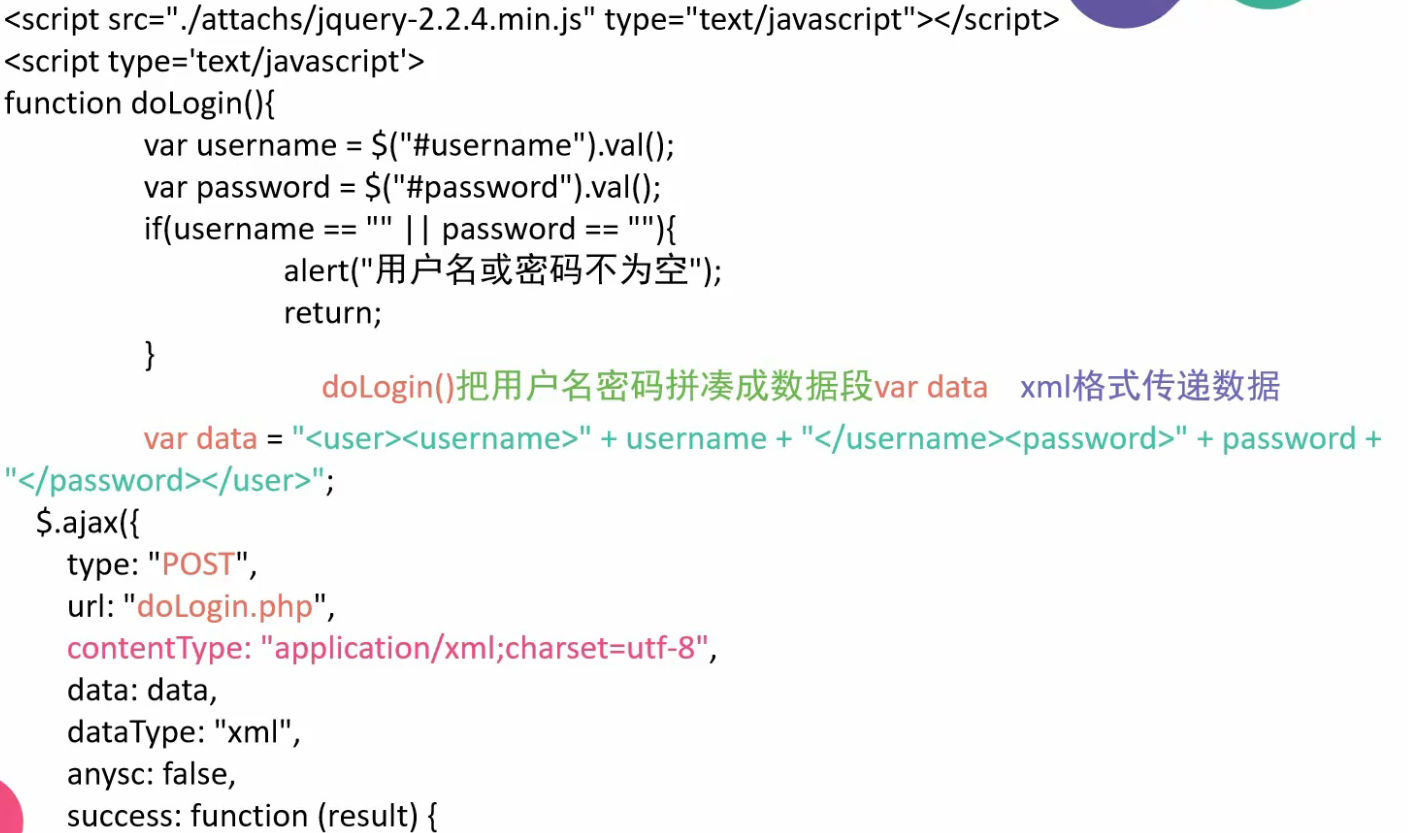 <script src="./attachs/jquery-2.2.4.min.js" type="text/javascript"></script>
<script type='text/javascript'>
function doLogin(){
var username = $("#username").val();
var password = $("#password").val();
if(username == "" || password == ""){
alert("用户名或密码不为空");
return;
}
doLogin()把用户名密码拼凑成数据段var data xml格式传递数据
var data = "<user><username>" + username + "</username><password>" + password +
"</password></user>";
$.ajax({
type: "POST",
url: "doLogin.php",
contentType: "application/xml;charset=utf-8",
data: data,
dataType: "xml",
anysc: false,
success: function (result) {